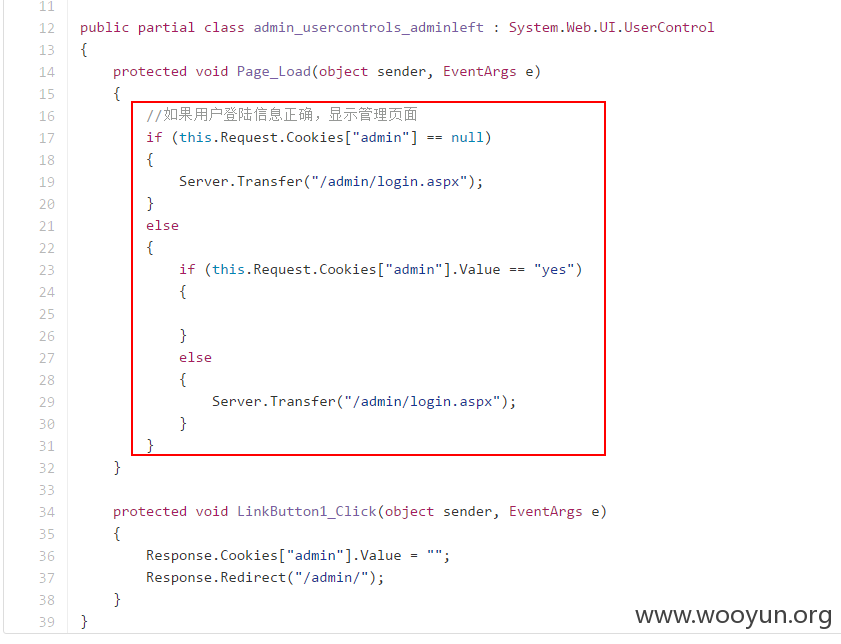 11
12 public partial class admin_usercontrols_adminleft : System.Web.UI.UserControl
13 {
14 protected void Page_Load(object sender, EventArgs e)
15 {
16 //如果用户登陆信息正确，显示管理页面
17 if (this.Request.Cookies["admin"] == null)
18 {
19 Server.Transfer("/admin/login.aspx");
20 }
21 else
22 {
23 if (this.Request.Cookies["admin"].Value == "yes")
24 {
25
26 }
27 else
28 {
29 Server.Transfer("/admin/login.aspx");
30 }
31 }
32 }
33
34 protected void LinkButton1_Click(object sender, EventArgs e)
35 {
36 Response.Cookies["admin"].Value = "";
37 Response.Redirect("/admin/");
38 }
39 }
www.wooyun.org